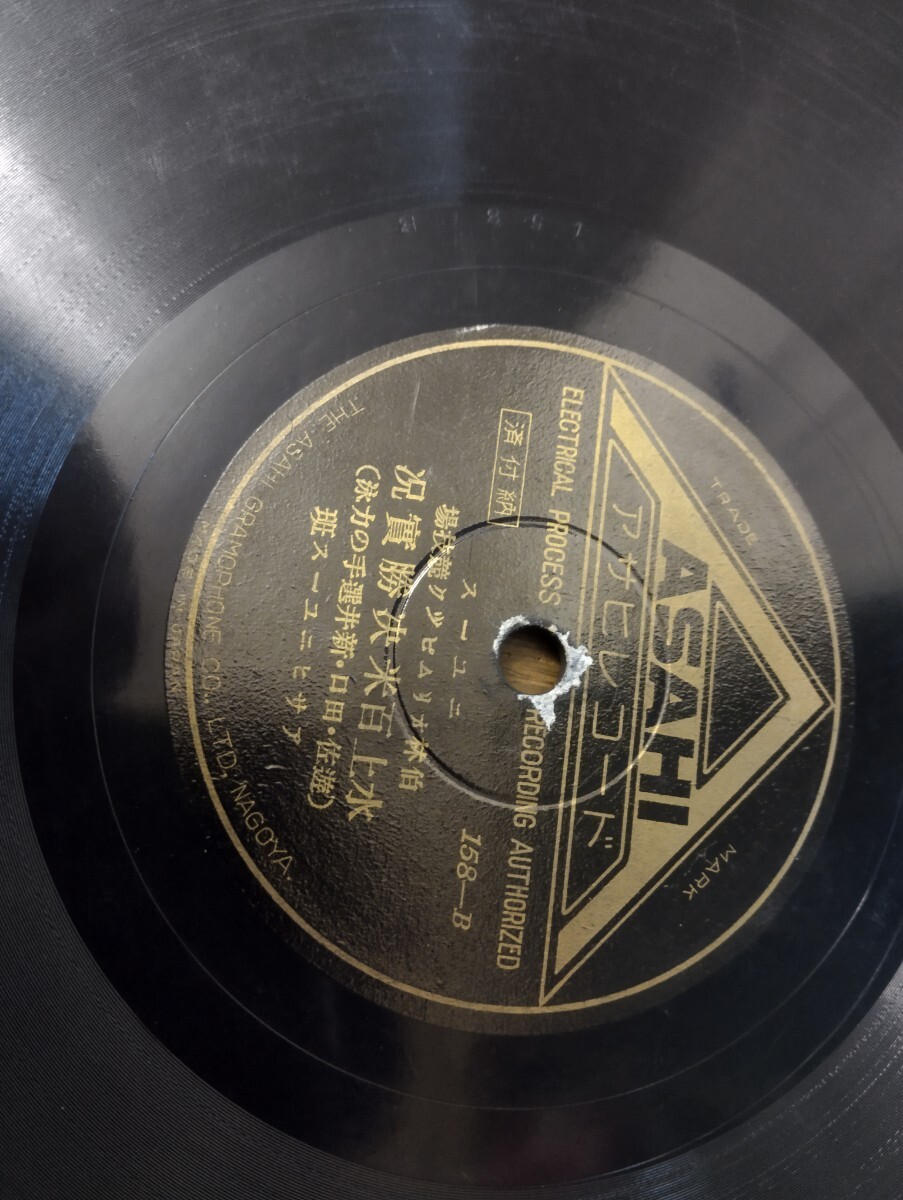 TRADE MARK
ASAHI
アサヒレコード
ELECTRICAL PROCESS RECORDING AUTHORIZED
納付済
158-B
ニュース
伯林オリムピック競技場
水上百米決勝實況
(遊佐・田口・新井選手の力泳)
アサヒニュース班
THE ASAHI GRAMOPHONE CO., LTD., NAGOYA.